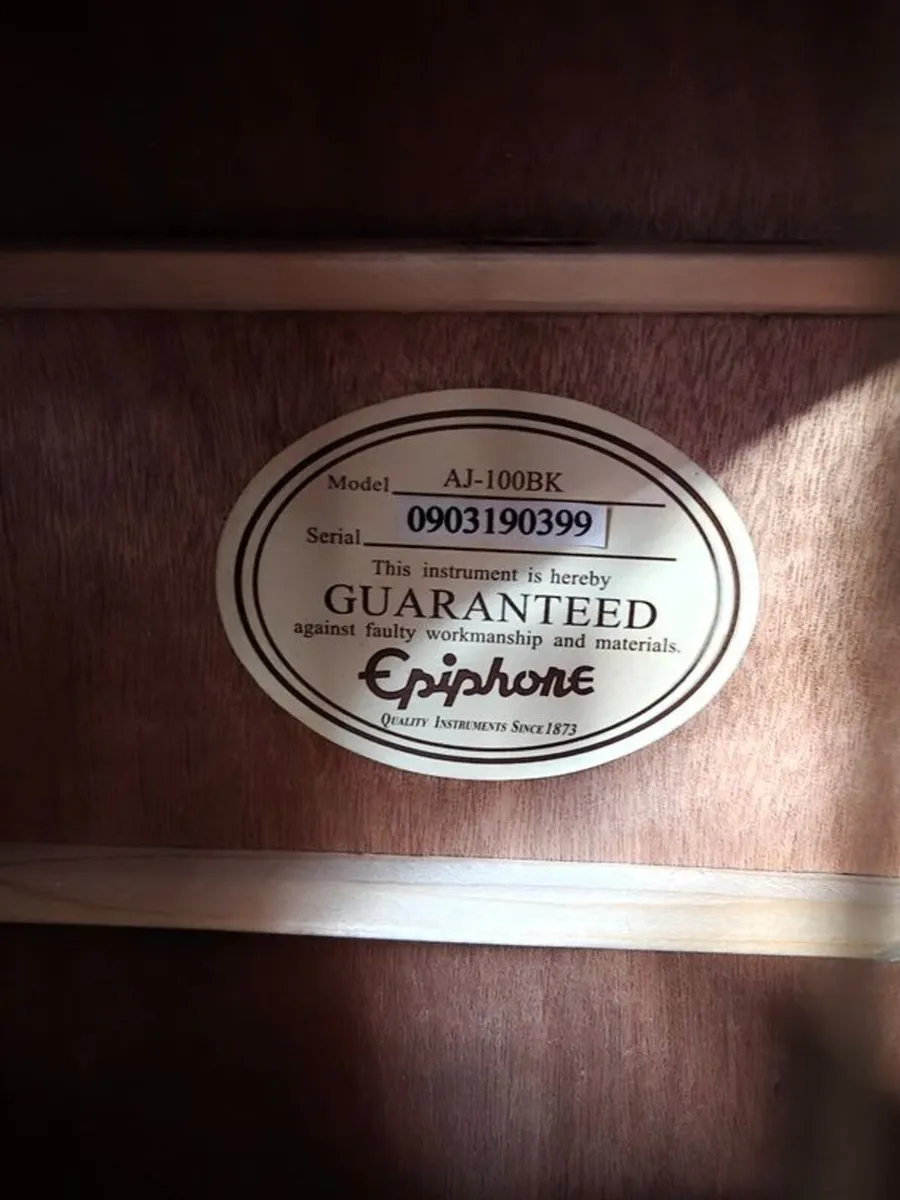 Model AJ-100BK
Serial 0903190399
This instrument is hereby
GUARANTEED
against faulty workmanship and materials.
Epiphone
QUALITY INSTRUMENTS SINCE 1873